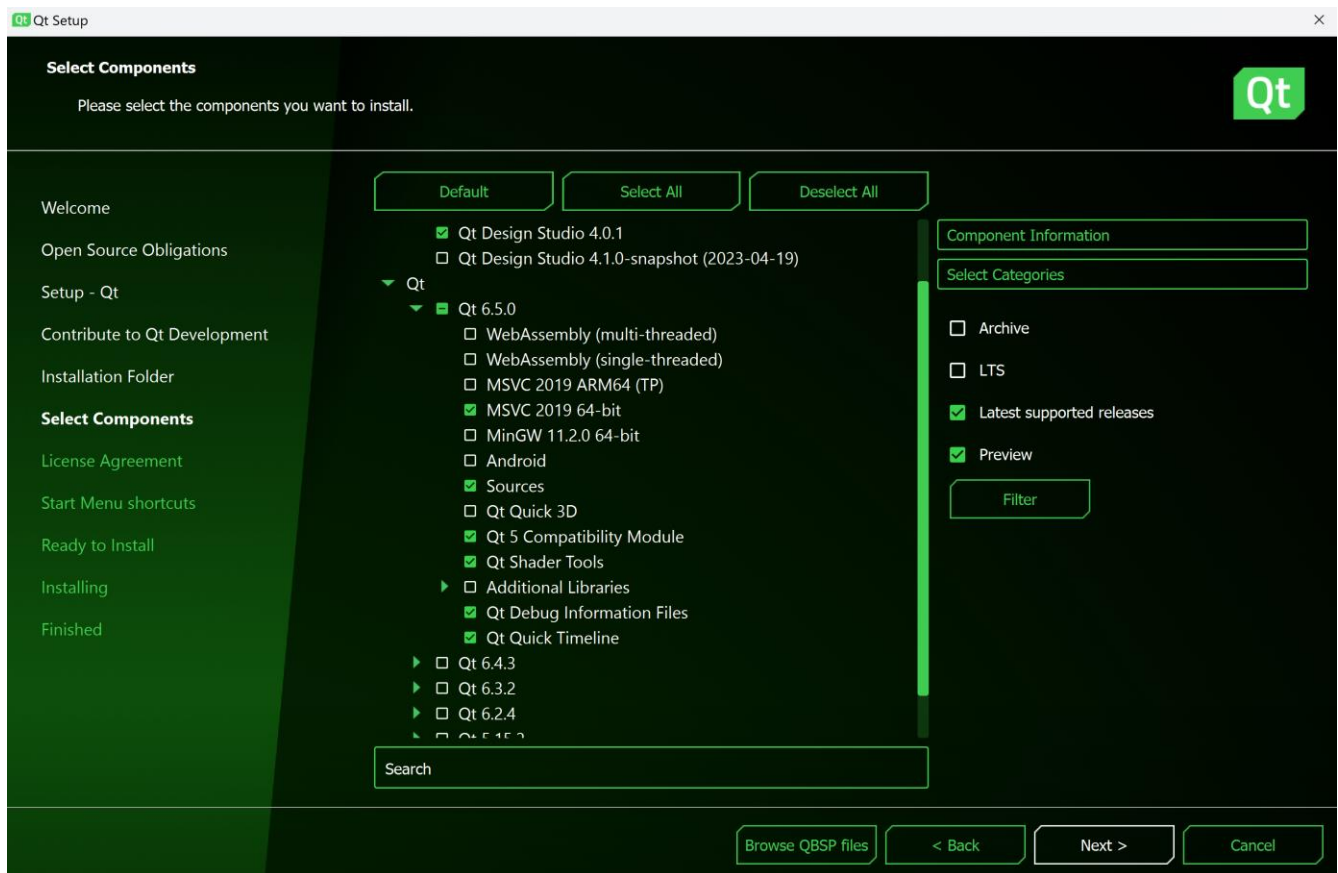 Qt Qt Setup
Select Components
Please select the components you want to install.
Qt
Welcome
Open Source Obligations
Setup - Qt
Contribute to Qt Development
Installation Folder
Select Components
License Agreement
Start Menu shortcuts
Ready to Install
Installing
Finished
Default Select All Deselect All
Qt Design Studio 4.0.1
Qt Design Studio 4.1.0-snapshot (2023-04-19)
Qt
Qt 6.5.0
WebAssembly (multi-threaded)
WebAssembly (single-threaded)
MSVC 2019 ARM64 (TP)
MSVC 2019 64-bit
MinGW 11.2.0 64-bit
Android
Sources
Qt Quick 3D
Qt 5 Compatibility Module
Qt Shader Tools
Additional Libraries
Qt Debug Information Files
Qt Quick Timeline
Qt 6.4.3
Qt 6.3.2
Qt 6.2.4
Qt 5.15.2
Search
Component Information
Select Categories
Archive
LTS
Latest supported releases
Preview
Filter
Browse QBSP files < Back Next > Cancel